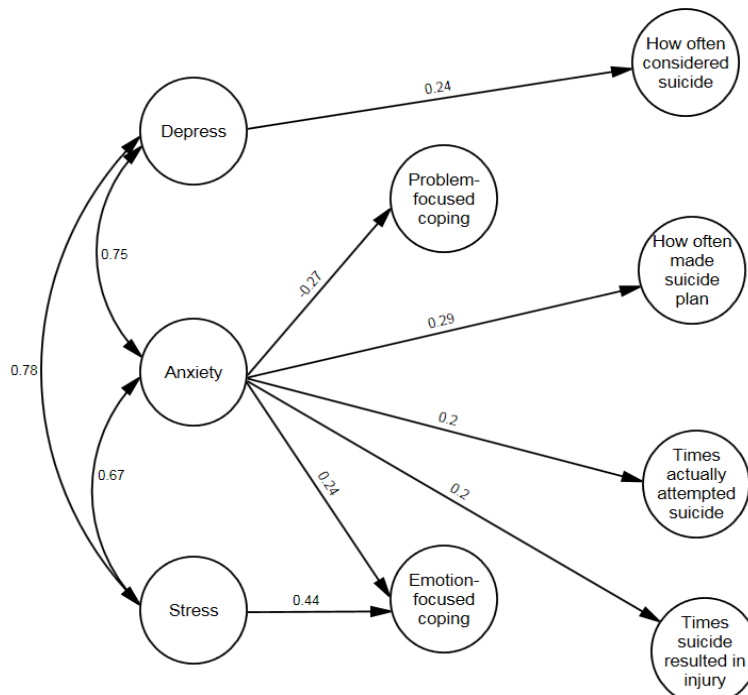 How often
considered
suicide
0.24
Depress
Problem-
focused
coping
How often
made
suicide
plan
0.75
-0.27
0.29
0.78
Anxiety
0.2
Times
actually
attempted
suicide
0.67
0.24
0.2
Stress
0.44
Emotion-
focused
coping
Times
suicide
resulted in
injury